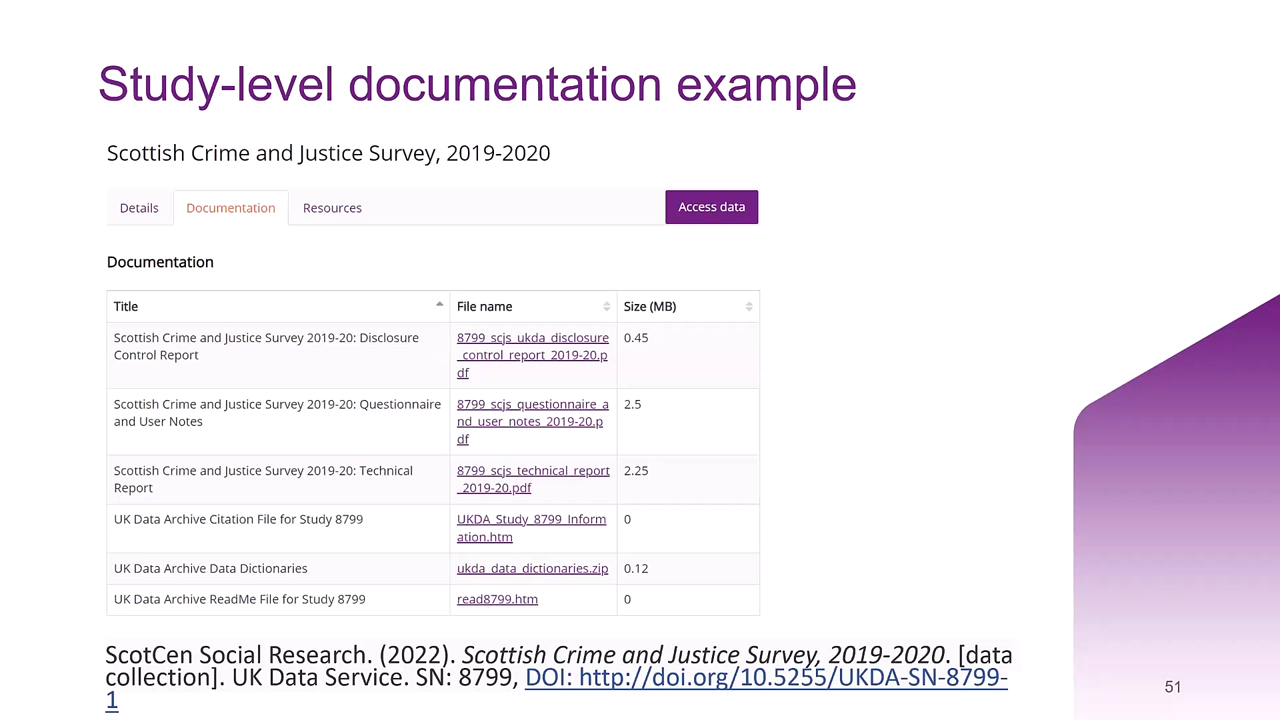 Study-level documentation example
Scottish Crime and Justice Survey, 2019-2020
Details Documentation Resources Access data
Documentation
Title File name Size (MB)
Scottish Crime and Justice Survey 2019-20: Disclosure
Control Report
8799_scjs_ukda_disclosure
_control_report_2019-20.p
df
0.45
Scottish Crime and Justice Survey 2019-20: Questionnaire
and User Notes
8799_scjs_questionnaire_a
nd_user_notes_2019-20.p
df
2.5
Scottish Crime and Justice Survey 2019-20: Technical
Report
8799_scjs_technical_report
_2019-20.pdf
2.25
UK Data Archive Citation File for Study 8799
UKDA_Study_8799_Inform
ation.htm
0
UK Data Archive Data Dictionaries
ukda_data_dictionaries.zip
0.12
UK Data Archive ReadMe File for Study 8799
read8799.htm
0
ScotCen Social Research. (2022). Scottish Crime and Justice Survey, 2019-2020. [data
collection]. UK Data Service. SN: 8799, DOI: http://doi.org/10.5255/UKDA-SN-8799-
1
51